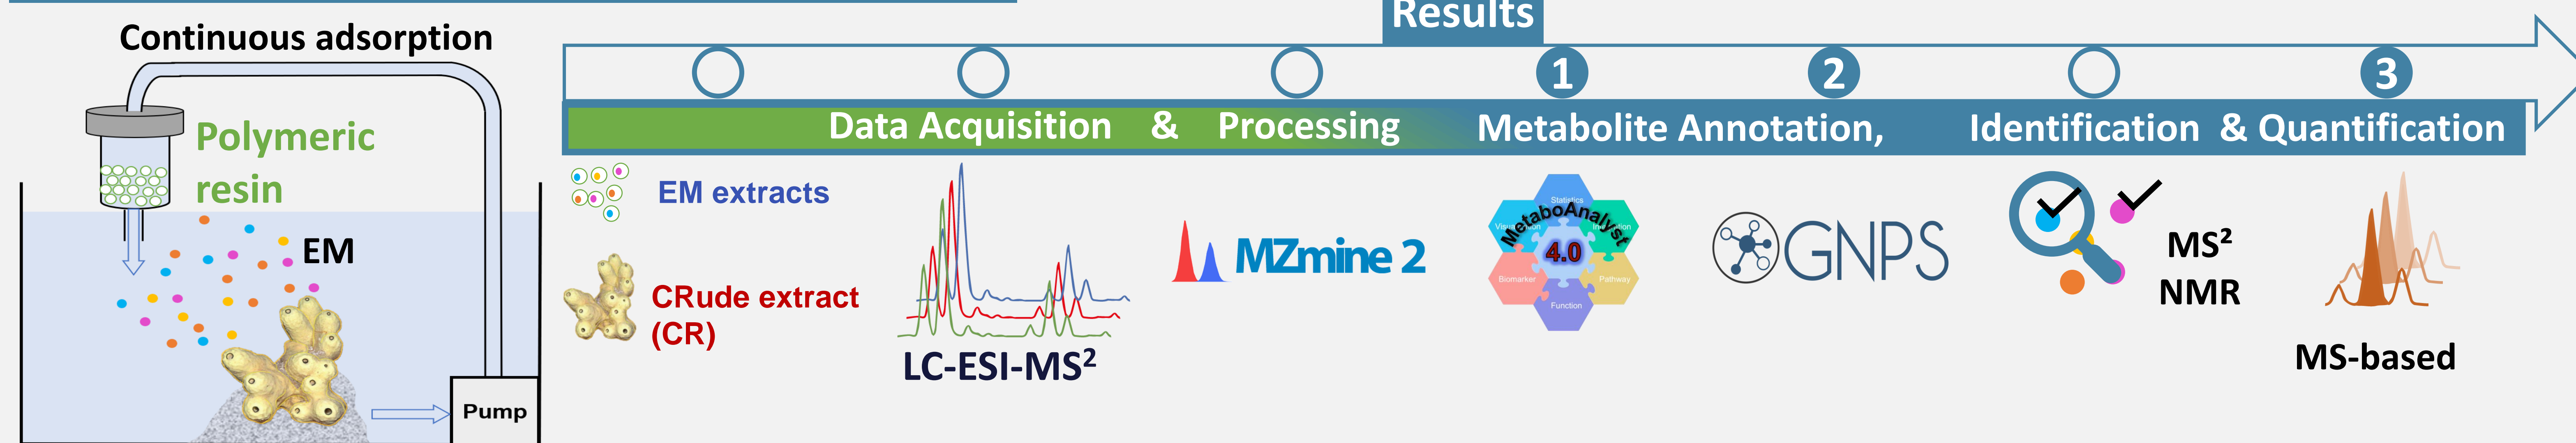 Results
Continuous adsorption
Polymeric
resin
EM
Pump
1
2
3
Data Acquisition & Processing
Metabolite Annotation,
Identification & Quantification
EM extracts
CRude extract
(CR)
LC-ESI-MS²
MZmine 2
Statistics
MetaboAnalyst
4.0
Biomarker
Pathway
Function
GNPS
MS²
NMR
MS-based